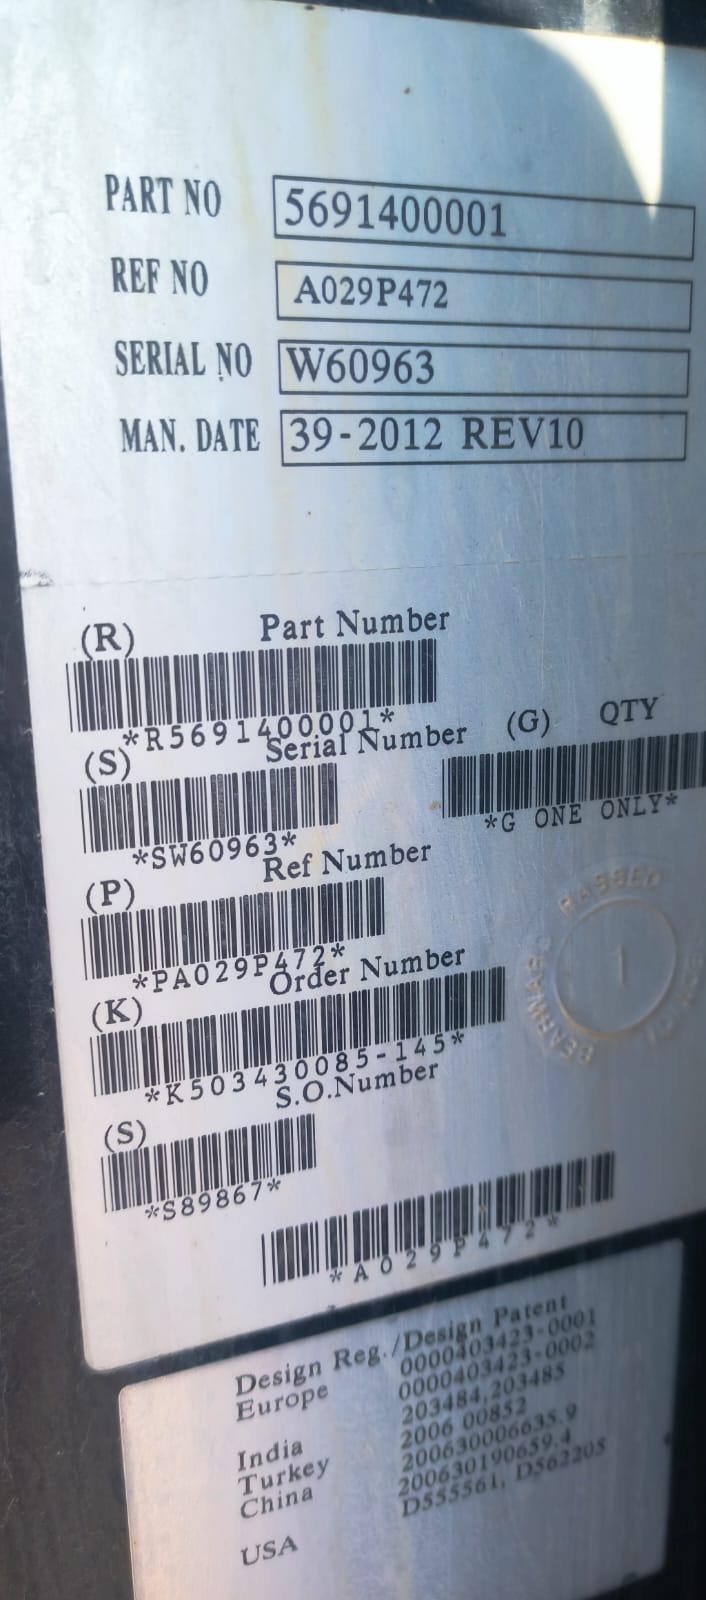 PART NO 5691400001
REF NO A029P472
SERIAL NO W60963
MAN. DATE 39-2012 REV10
(R) Part Number
*R5691400001*
(S) Serial Number
*SW60963*
(G) QTY
*G ONE ONLY*
(P) Ref Number
*PA029P472*
(K) Order Number
*K503430085-145*
(S) S.O.Number
*S89867*
*A029P472*
1
Design Reg./Design Patent
Europe 0000403423-0001
0000403423-0002
India 203484,203485
Turkey 2006 00852
China 200630006635.9
200630190659.4
USA D555561, D562205